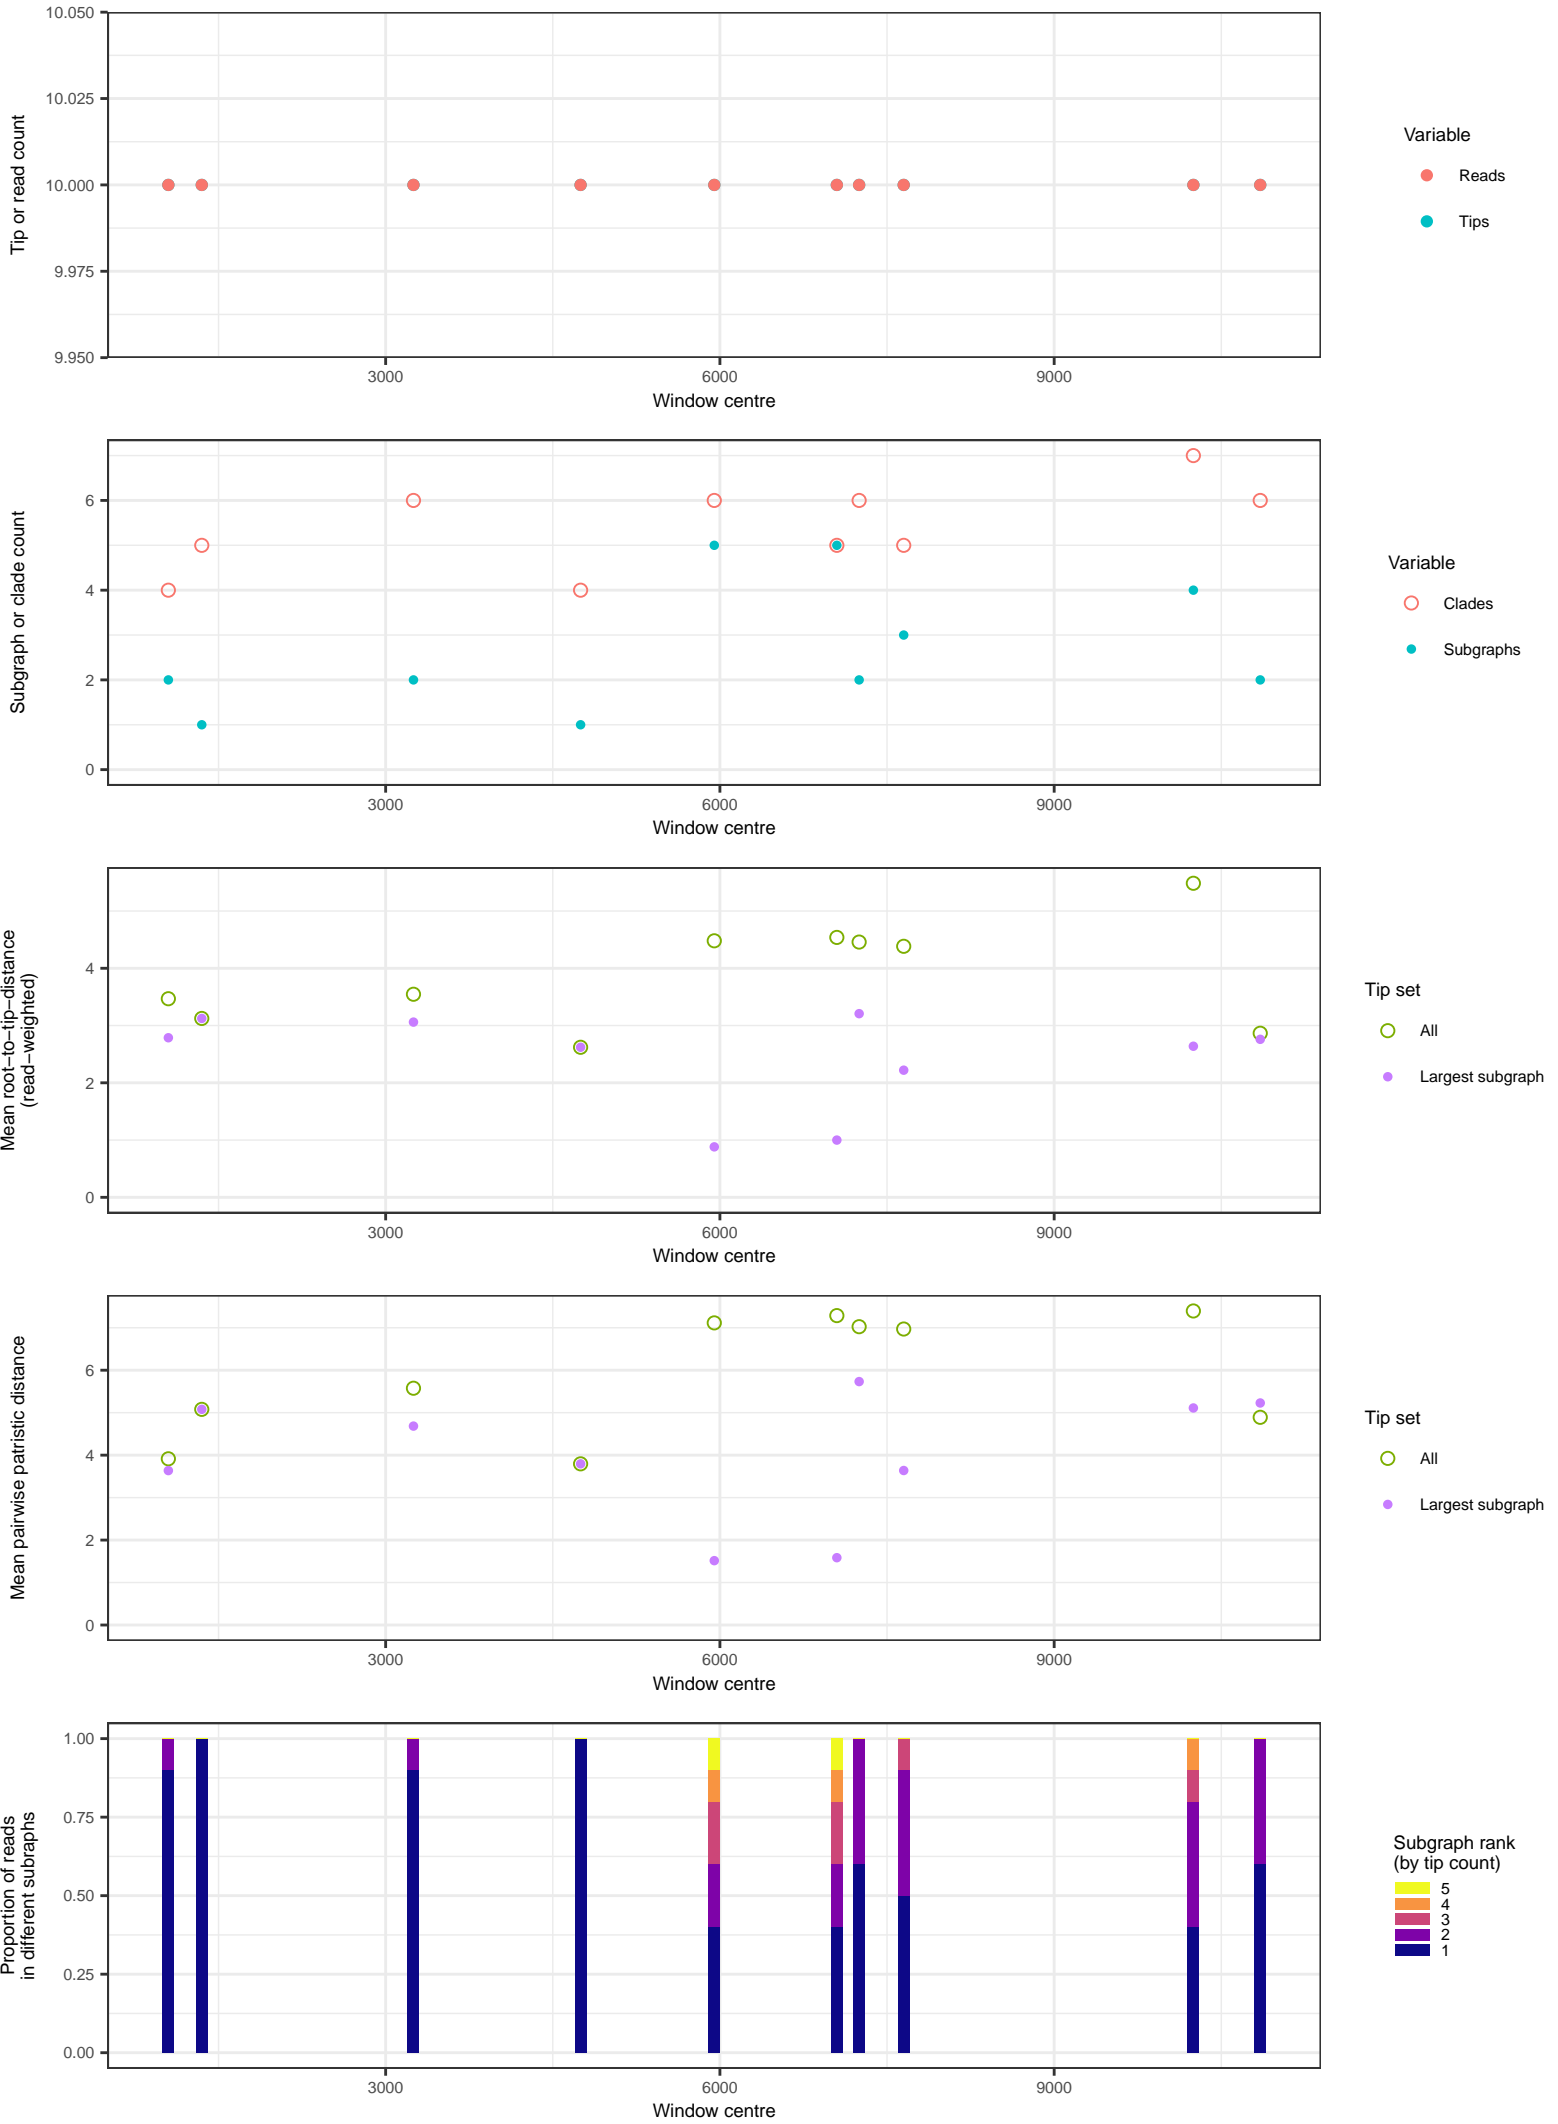 10.050
10.025
10.000
9.975
9.950
Tip or read count
3000 6000 9000
Window centre
Variable
Reads
Tips
6
4
2
0
Subgraph or clade count
3000 6000 9000
Window centre
Variable
Clades
Subgraphs
4
2
0
Mean root−to−tip−distance
(read−weighted)
3000 6000 9000
Window centre
Tip set
All
Largest subgraph
6
4
2
0
Mean pairwise patristic distance
3000 6000 9000
Window centre
Tip set
All
Largest subgraph
1.00
0.75
0.50
0.25
0.00
Proportion of reads
in different subraphs
3000 6000 9000
Window centre
Subgraph rank
(by tip count)
5
4
3
2
1